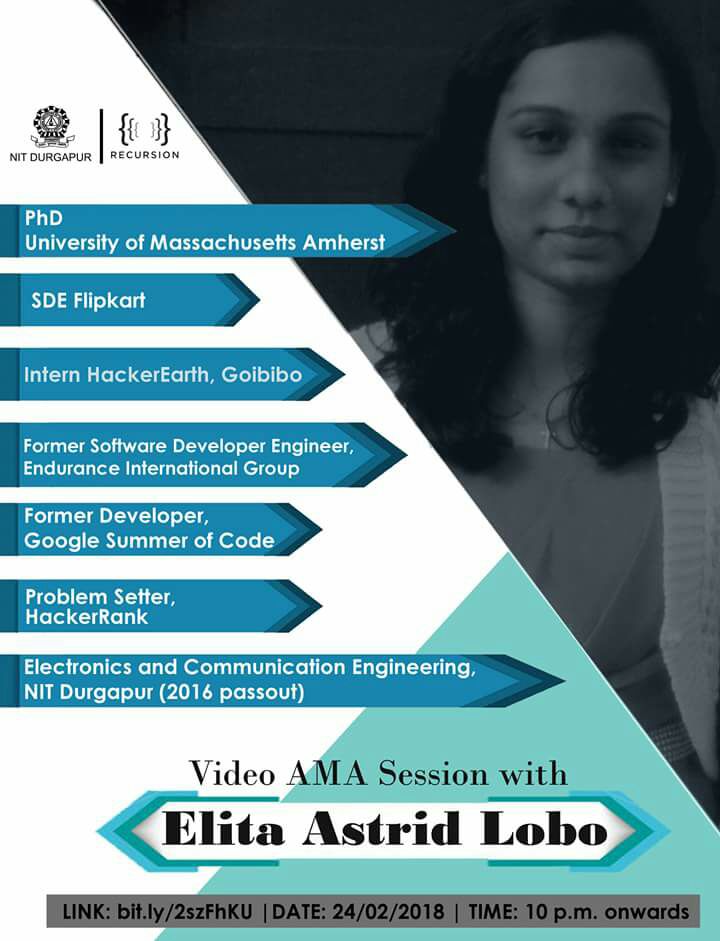 NIT DURGAPUR
RECURSION
PhD
University of Massachusetts Amherst
SDE Flipkart
Intern HackerEarth, Goibibo
Former Software Developer Engineer,
Endurance International Group
Former Developer,
Google Summer of Code
Problem Setter,
HackerRank
Electronics and Communication Engineering,
NIT Durgapur (2016 passout)
Video AMA Session with
Elita Astrid Lobo
LINK: bit.ly/2szFhKU | DATE: 24/02/2018 | TIME: 10 p.m. onwards